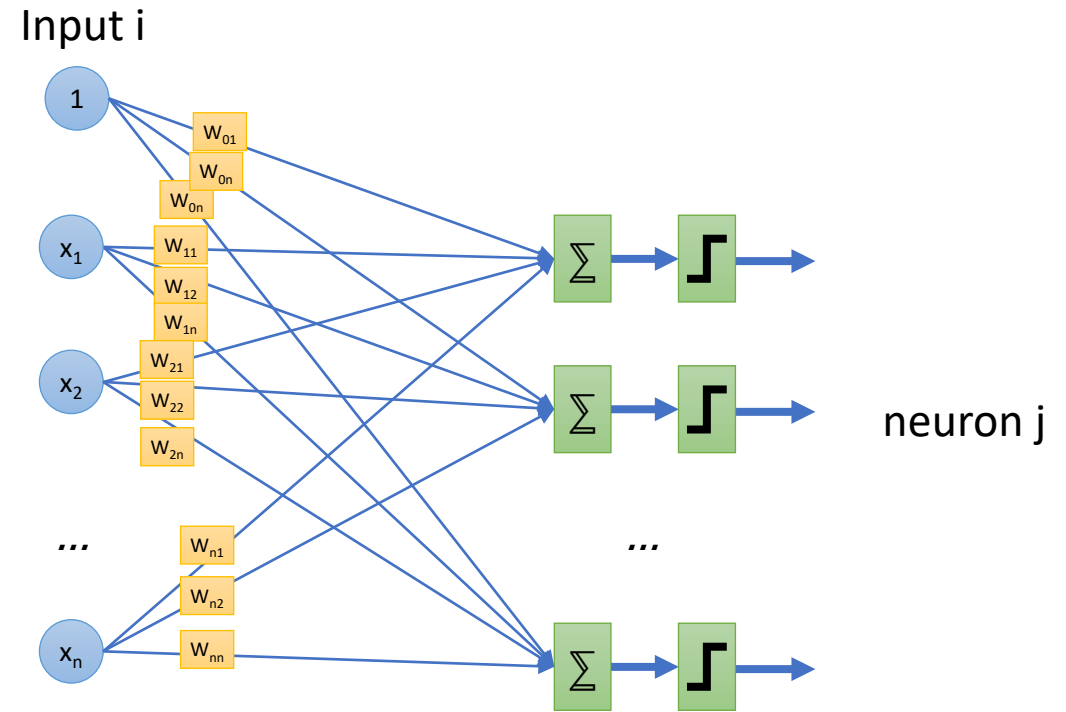 Input i
1
W01
W0n
W0n
x1
W11
W12
W1n
W21
x2
W22
W2n
...
Wn1
Wn2
xn
Wnn
∑
∑
neuron j
...
∑